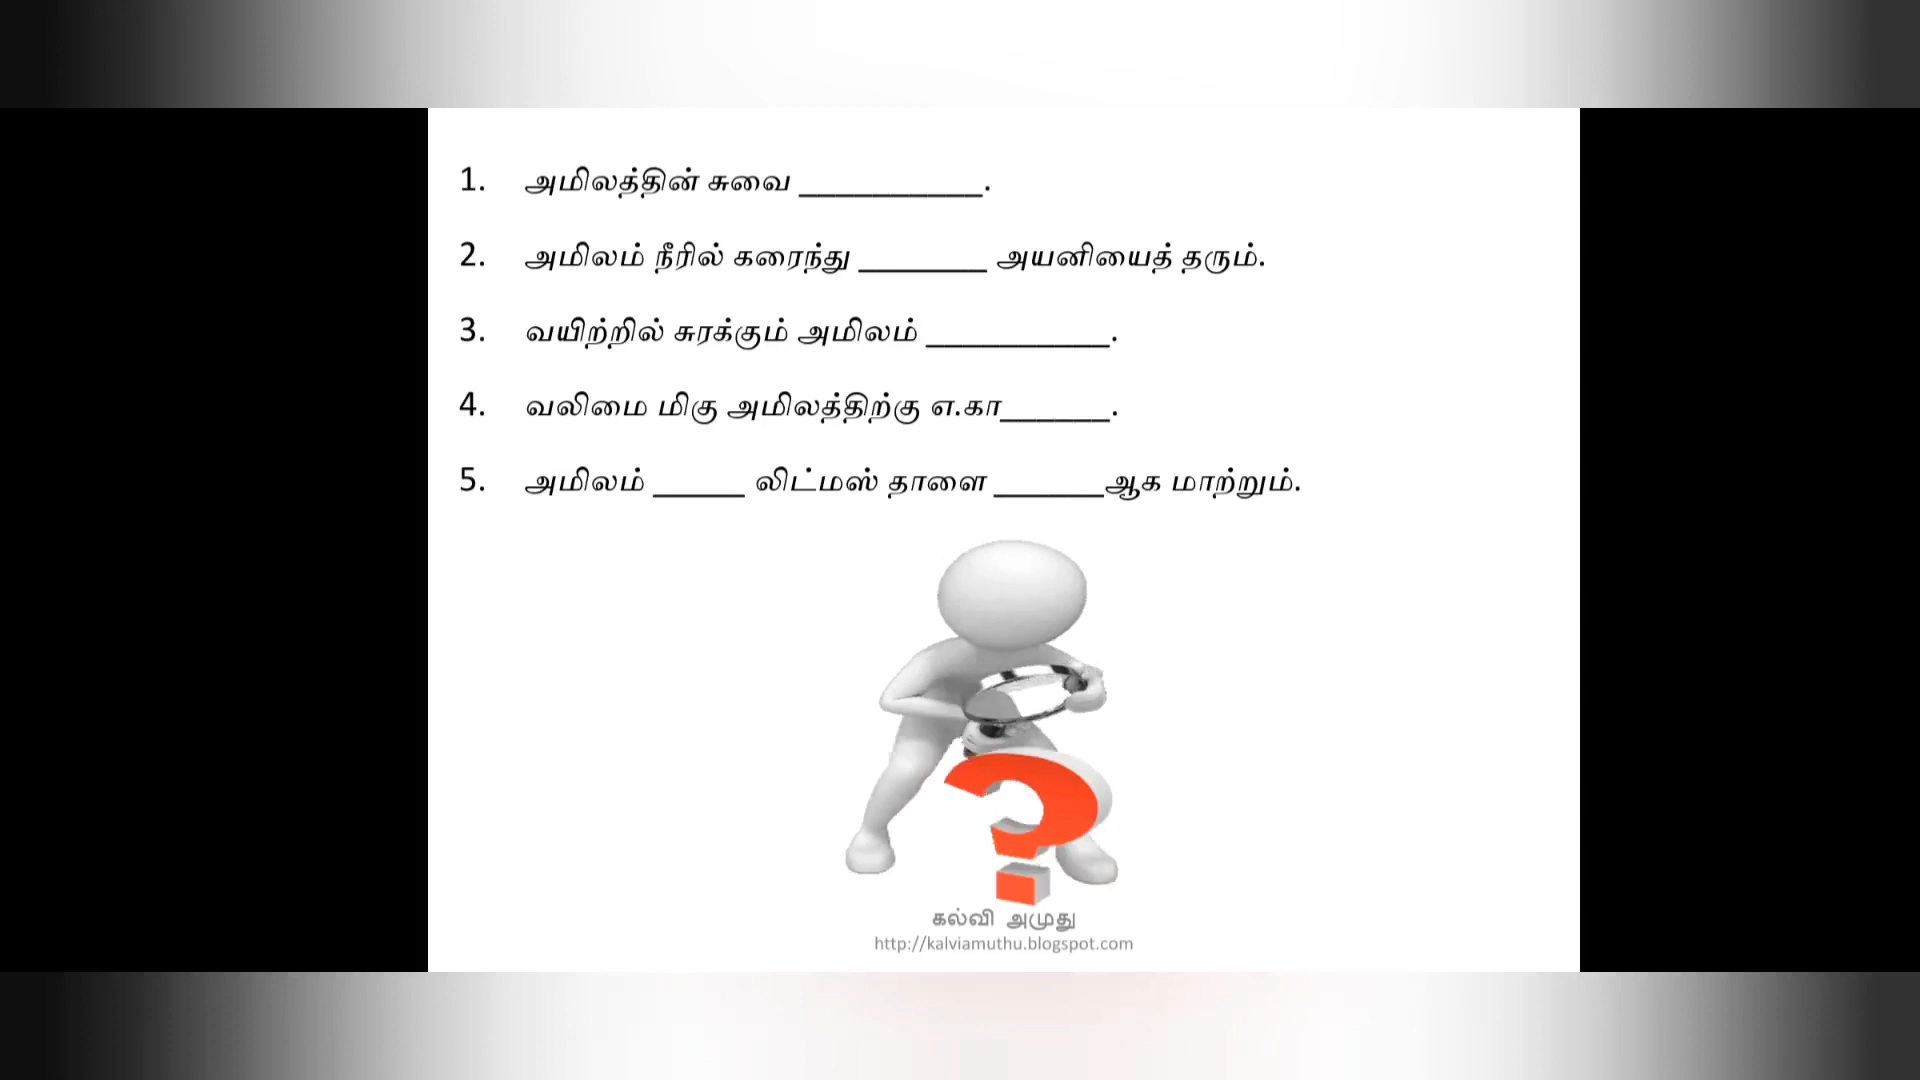 1. அமிலத்தின் சுவை __________.
2. அமிலம் நீரில் கரைந்து _______ அயனியைத் தரும்.
3. வயிற்றில் சுரக்கும் அமிலம் __________.
4. வலிமை மிகு அமிலத்திற்கு எ.கா______.
5. அமிலம் _____ லிட்மஸ் தாளை ______ஆக மாற்றும்.
கல்வி அமுது
http://kalviamuthu.blogspot.com